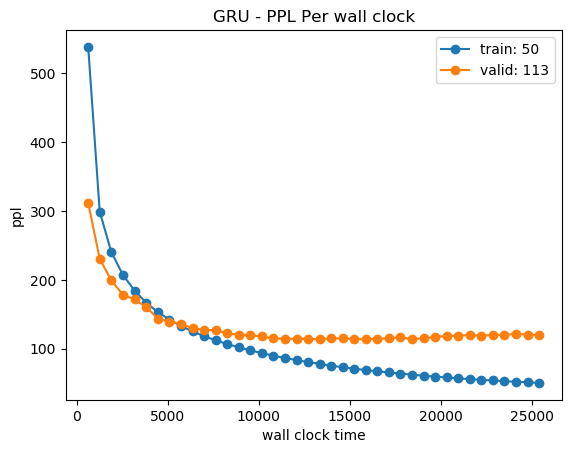 GRU - PPL Per wall clock
train: 50
valid: 113
ppl
500
400
300
200
100
0
5000
10000
15000
20000
25000
wall clock time